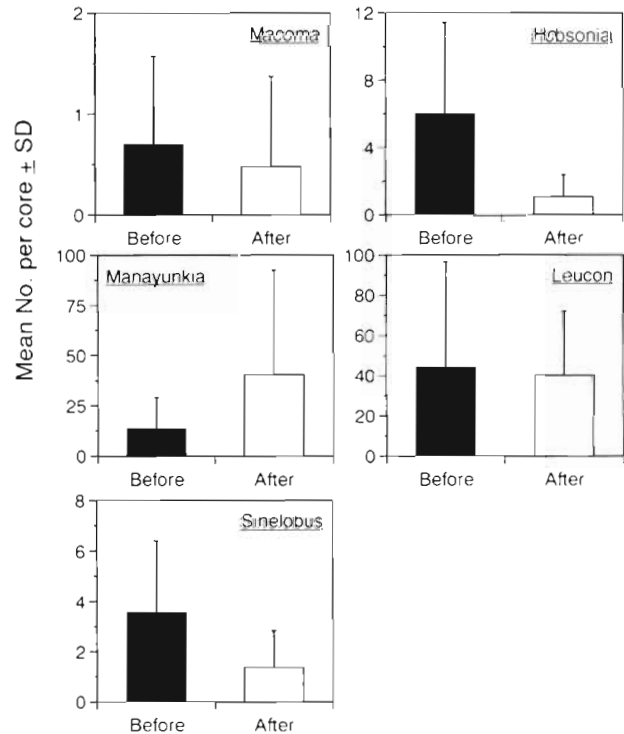 Mean No. per core ± SD
Macoma
2
1
0
Before After
Hobsonia
12
8
4
0
Before After
Manayunkia
100
75
50
25
0
Before After
Leucon
100
80
60
40
20
0
Before After
Sinelobus
8
6
4
2
0
Before After